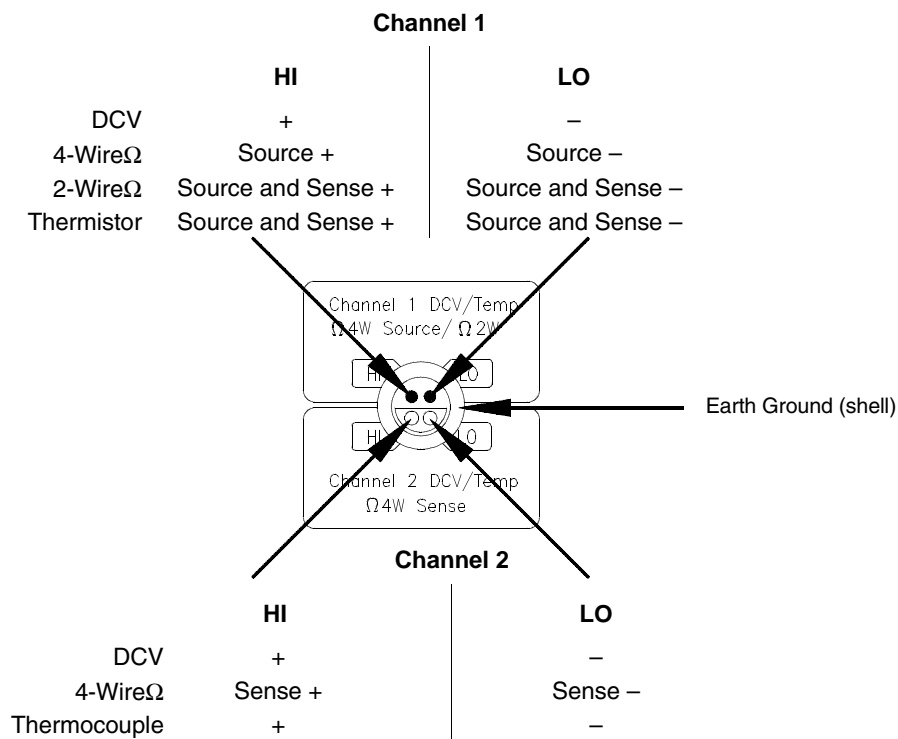 Channel 1
HI LO
DCV + –
4-WireΩ Source + Source –
2-WireΩ Source and Sense + Source and Sense –
Thermistor Source and Sense + Source and Sense –
Channel 1 DCV/Temp
Ω4W Source/Ω2W
HI LO
Earth Ground (shell)
HI LO
Channel 2 DCV/Temp
Ω4W Sense
Channel 2
HI LO
DCV + –
4-WireΩ Sense + Sense –
Thermocouple + –